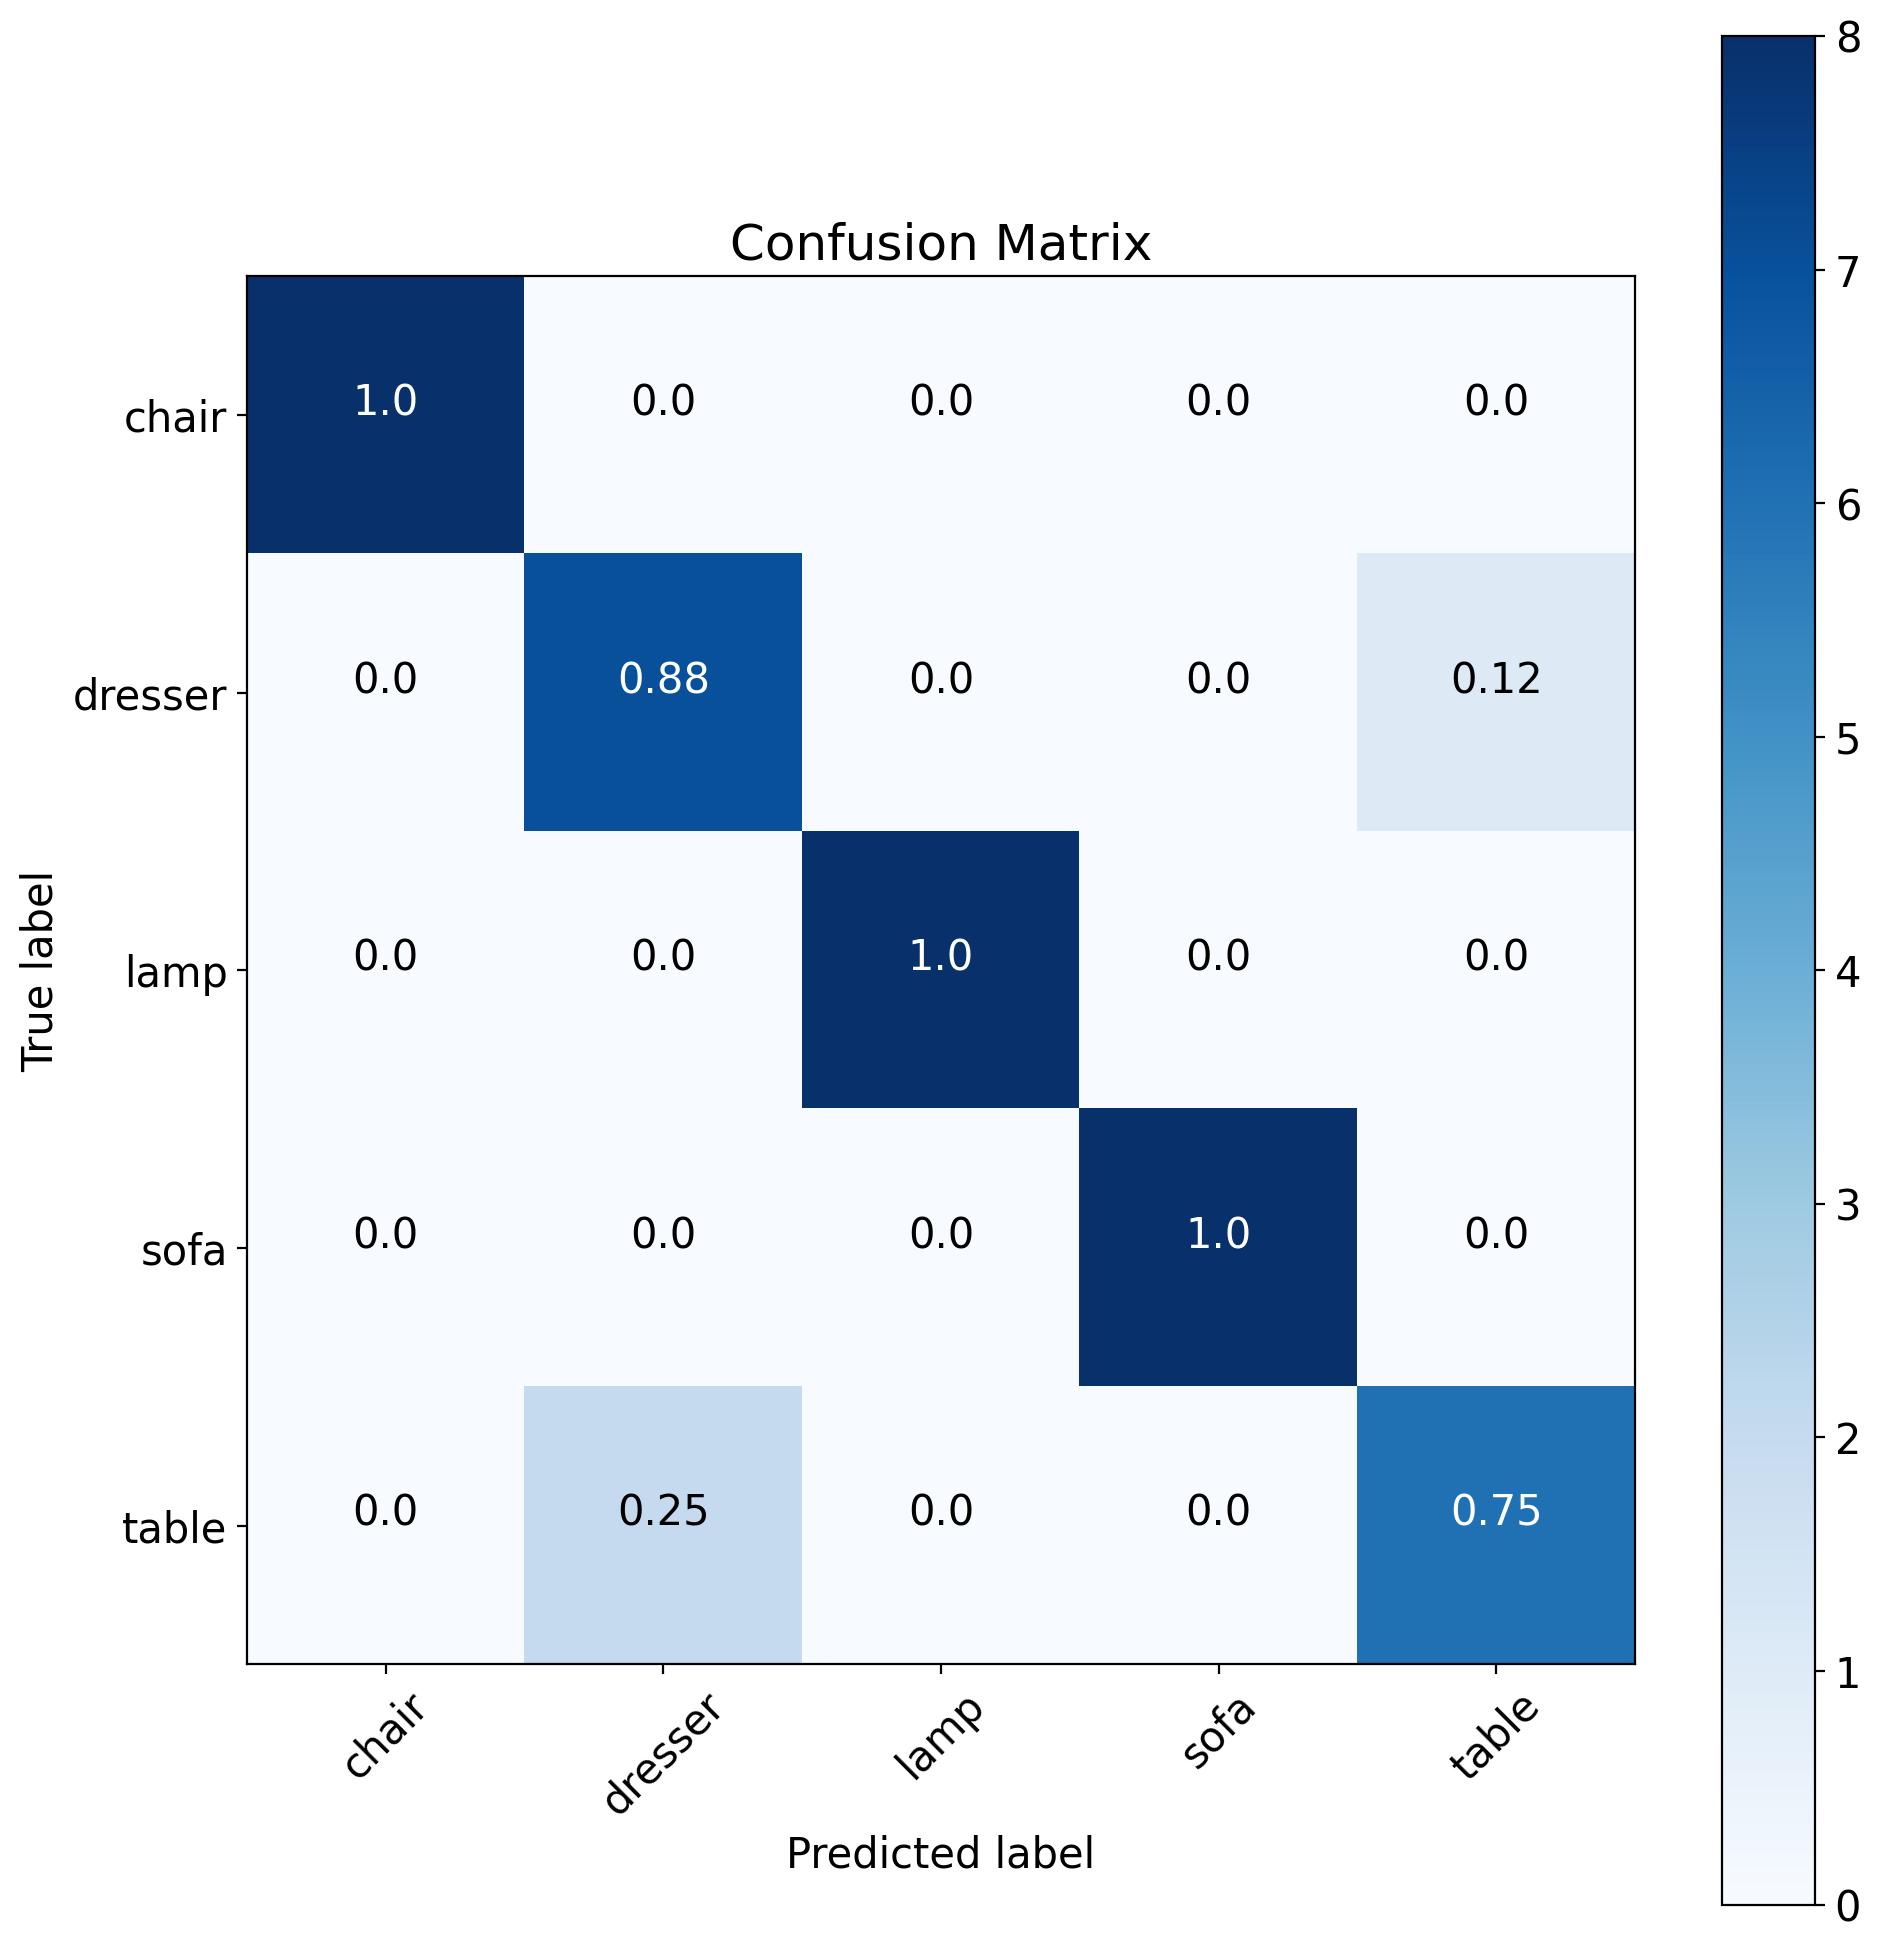 Confusion Matrix
chair 1.0 0.0 0.0 0.0 0.0
dresser 0.0 0.88 0.0 0.0 0.12
lamp 0.0 0.0 1.0 0.0 0.0
sofa 0.0 0.0 0.0 1.0 0.0
table 0.0 0.25 0.0 0.0 0.75
True label
chair dresser lamp sofa table
Predicted label
8
7
6
5
4
3
2
1
0